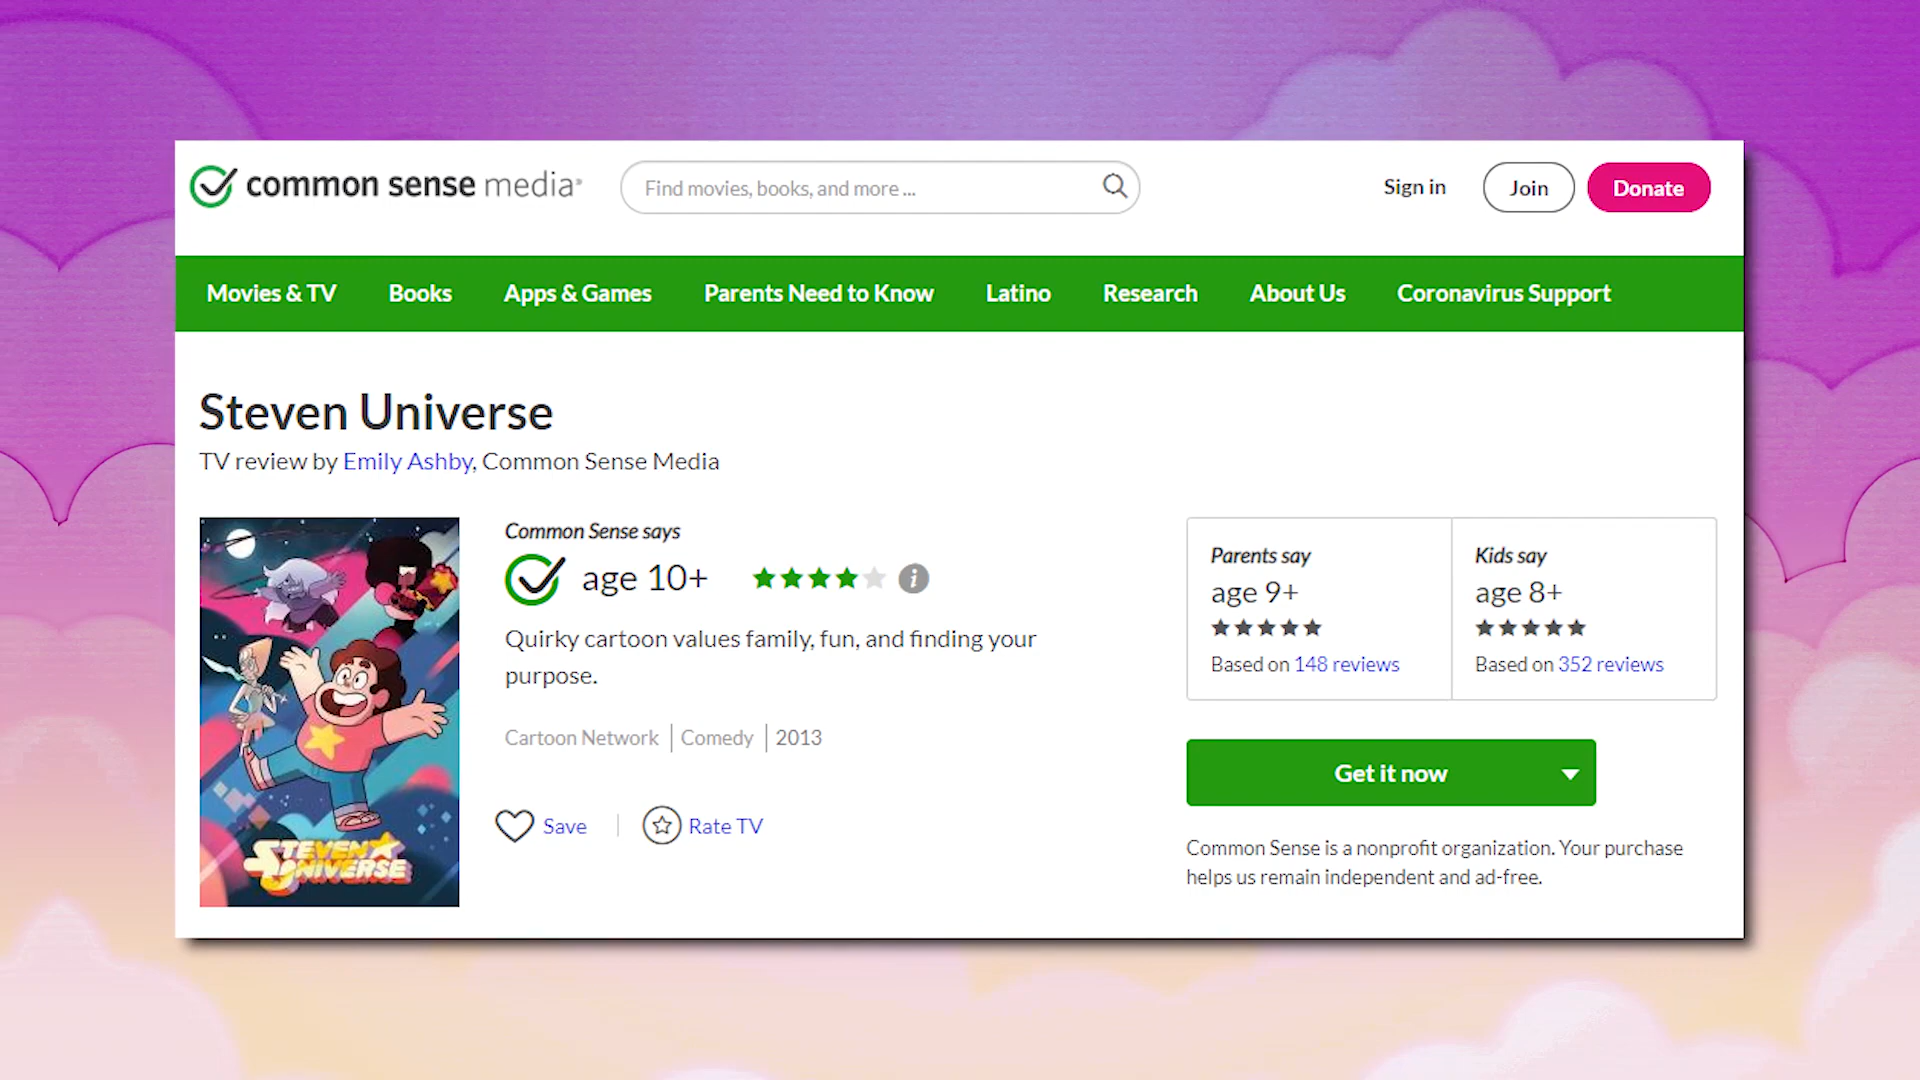 common sense media®
Find movies, books, and more ...
Sign in
Join
Donate
Movies & TV
Books
Apps & Games
Parents Need to Know
Latino
Research
About Us
Coronavirus Support
Steven Universe
TV review by Emily Ashby, Common Sense Media
Common Sense says
age 10+
Quirky cartoon values family, fun, and finding your
purpose.
Cartoon Network | Comedy | 2013
Save
Rate TV
STEVEN
UNIVERSE
Parents say
age 9+
Based on 148 reviews
Kids say
age 8+
Based on 352 reviews
Get it now
Common Sense is a nonprofit organization. Your purchase
helps us remain independent and ad-free.